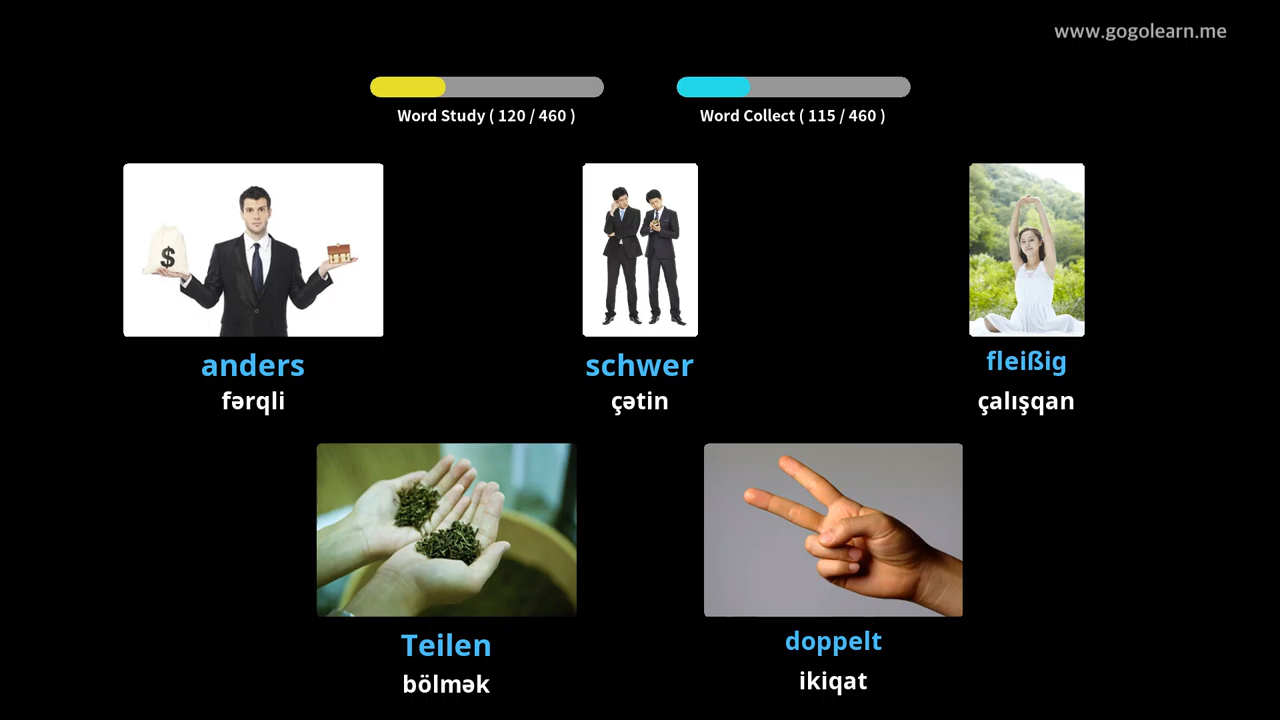 www.gogolearn.me
Word Study ( 120 / 460 )
Word Collect ( 115 / 460 )
$
anders
fərqli
schwer
çətin
fleißig
çalışqan
Teilen
bölmək
doppelt
ikiqat